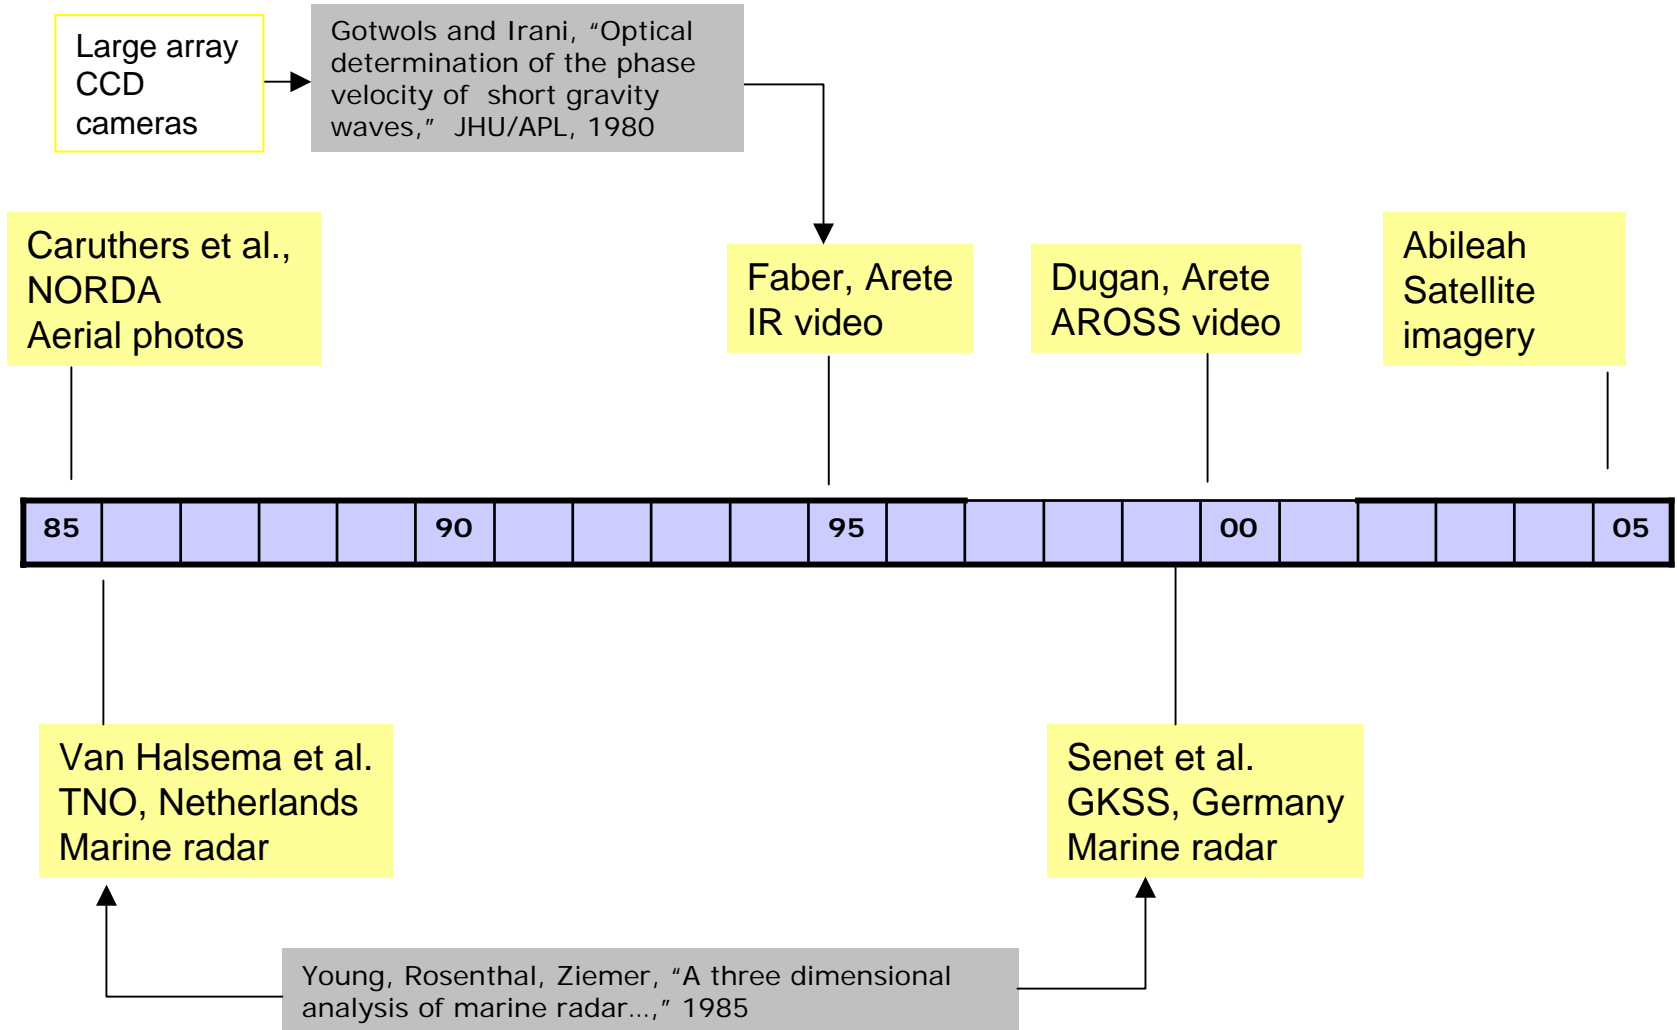 Large array
CCD
cameras
Gotwols and Irani, “Optical
determination of the phase
velocity of short gravity
waves,” JHU/APL, 1980
Caruthers et al.,
NORDA
Aerial photos
Faber, Arete
IR video
Dugan, Arete
AROSS video
Abileah
Satellite
imagery
85 90 95 00 05
Van Halsema et al.
TNO, Netherlands
Marine radar
Senet et al.
GKSS, Germany
Marine radar
Young, Rosenthal, Ziemer, “A three dimensional
analysis of marine radar…,” 1985